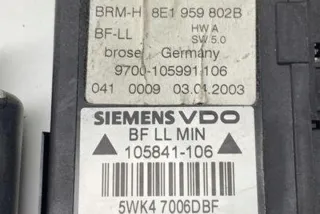 BRM-H 8E1 959 802B
BF-LL HW A
SW 5.0
brose Germany
9700-105991 106
041 0009 03.01.2003
SIEMENS VDO
BF LL MIN
105841-106
5WK4 7006DBF